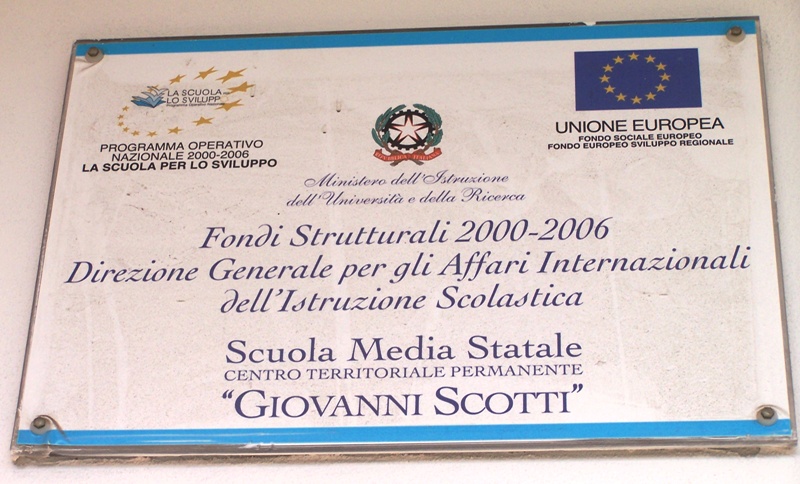 LA SCUOLA
LO SVILUPP
PROGRAMMA OPERATIVO
NAZIONALE 2000-2006
LA SCUOLA PER LO SVILUPPO
REPVBBLICA ITALIANA
UNIONE EUROPEA
FONDO SOCIALE EUROPEO
FONDO EUROPEO SVILUPPO REGIONALE
Ministero dell'Istruzione
dell'Università e della Ricerca
Fondi Strutturali 2000-2006
Direzione Generale per gli Affari Internazionali
dell'Istruzione Scolastica
Scuola Media Statale
CENTRO TERRITORIALE PERMANENTE
“GIOVANNI SCOTTI”